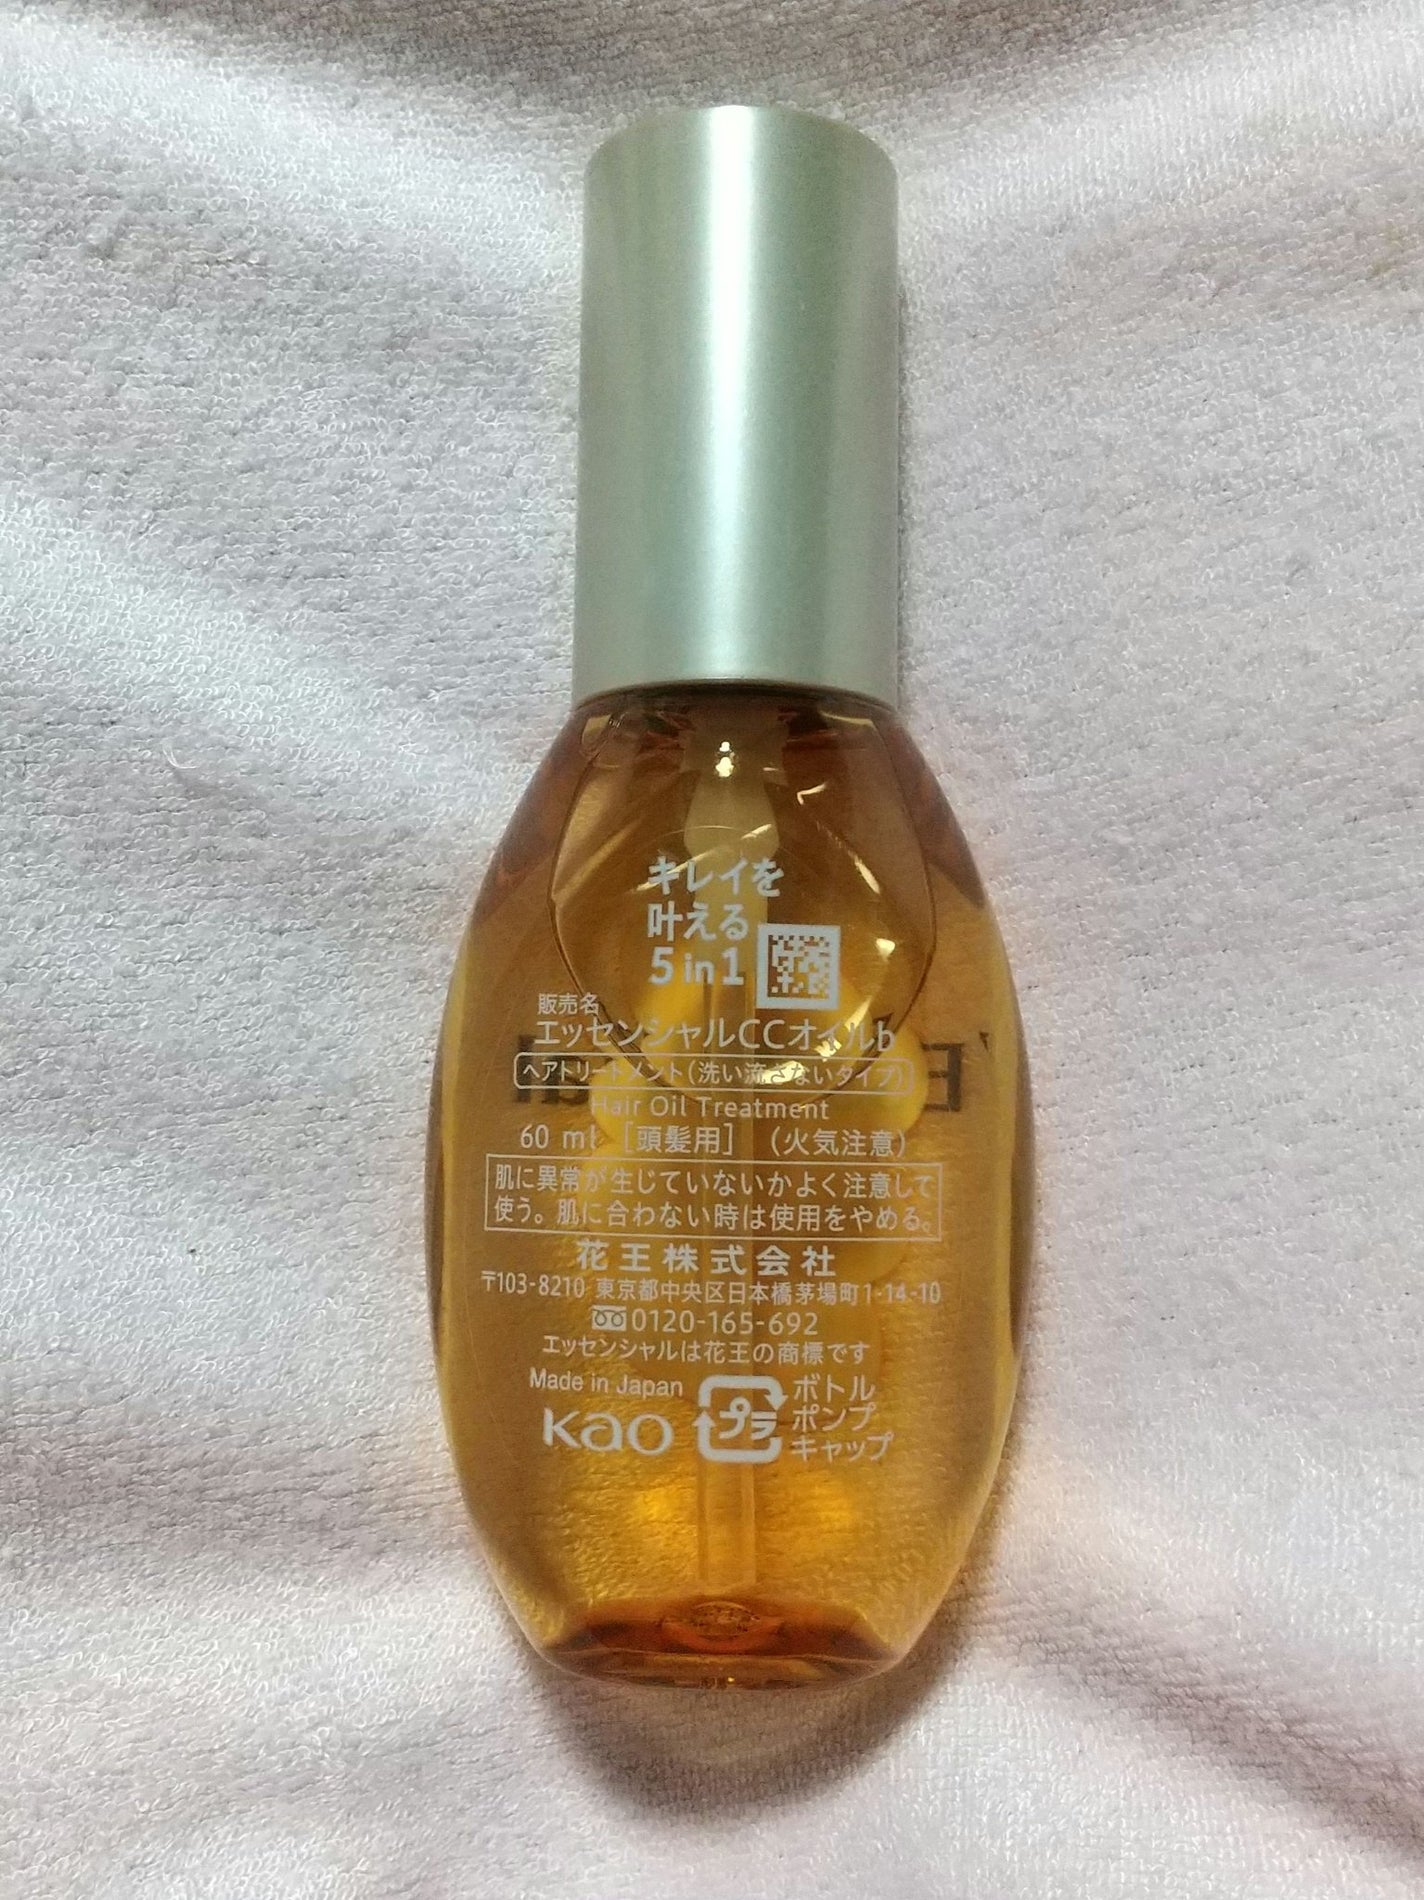 キレイを
叶える
5 in 1
販売名
エッセンシャルCCオイルb
ヘアトリートメント(洗い流さないタイプ)
Hair Oil Treatment
60 ml [頭髪用] (火気注意)
肌に異常が生じていないかよく注意して
使う。肌に合わない時は使用をやめる。
花王株式会社
〒103-8210 東京都中央区日本橋茅場町1-14-10
0120-165-692
エッセンシャルは花王の商標です
Made in Japan
Kao
プラ
ボトル
ポンプ
キャップ